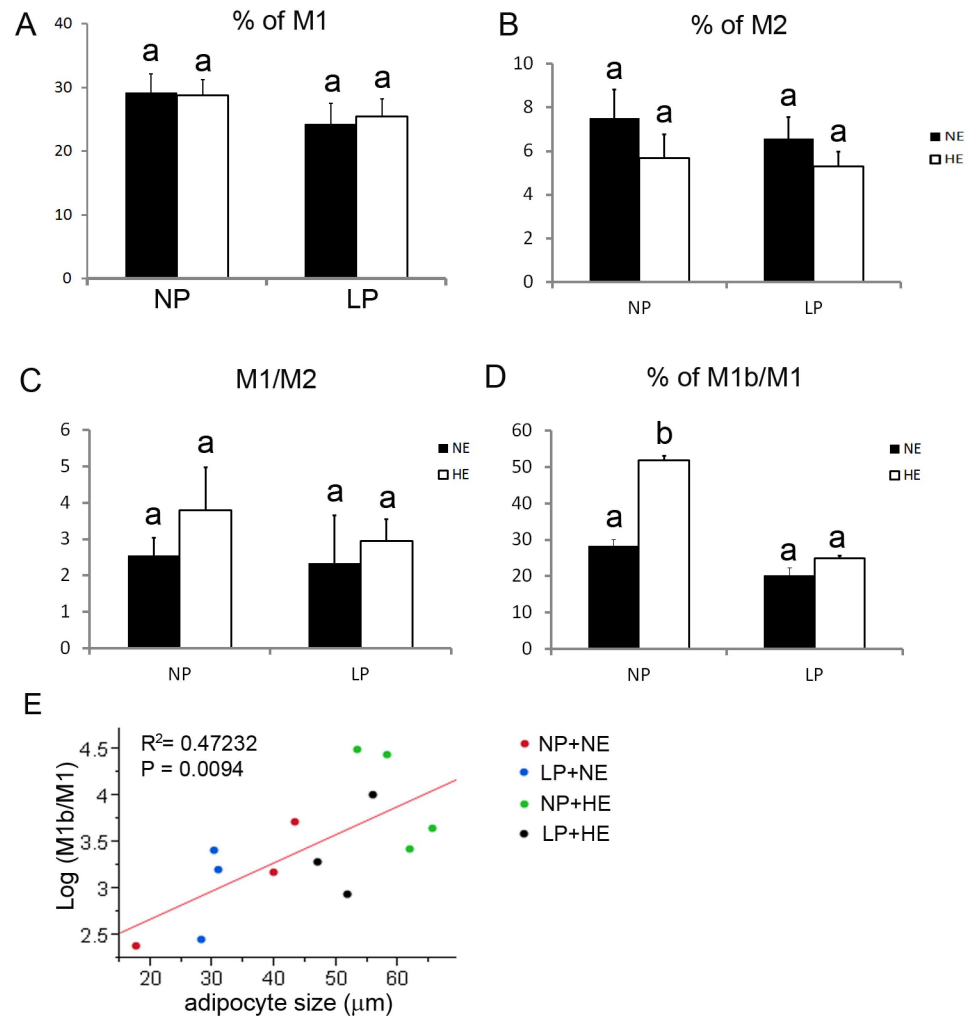 A
% of M1
40
30
20
10
0
a a a a
NP LP
B
% of M2
10
8
6
4
2
0
a a a a
NP LP
NE
HE
C
M1/M2
6
5
4
3
2
1
0
a a a a
NP LP
NE
HE
D
% of M1b/M1
60
50
40
30
20
10
0
a b a a
NP LP
NE
HE
E
R²= 0.47232
P = 0.0094
Log (M1b/M1)
4.5
4
3.5
3
2.5
20 30 40 50 60
adipocyte size (μm)
NP+NE
LP+NE
NP+HE
LP+HE